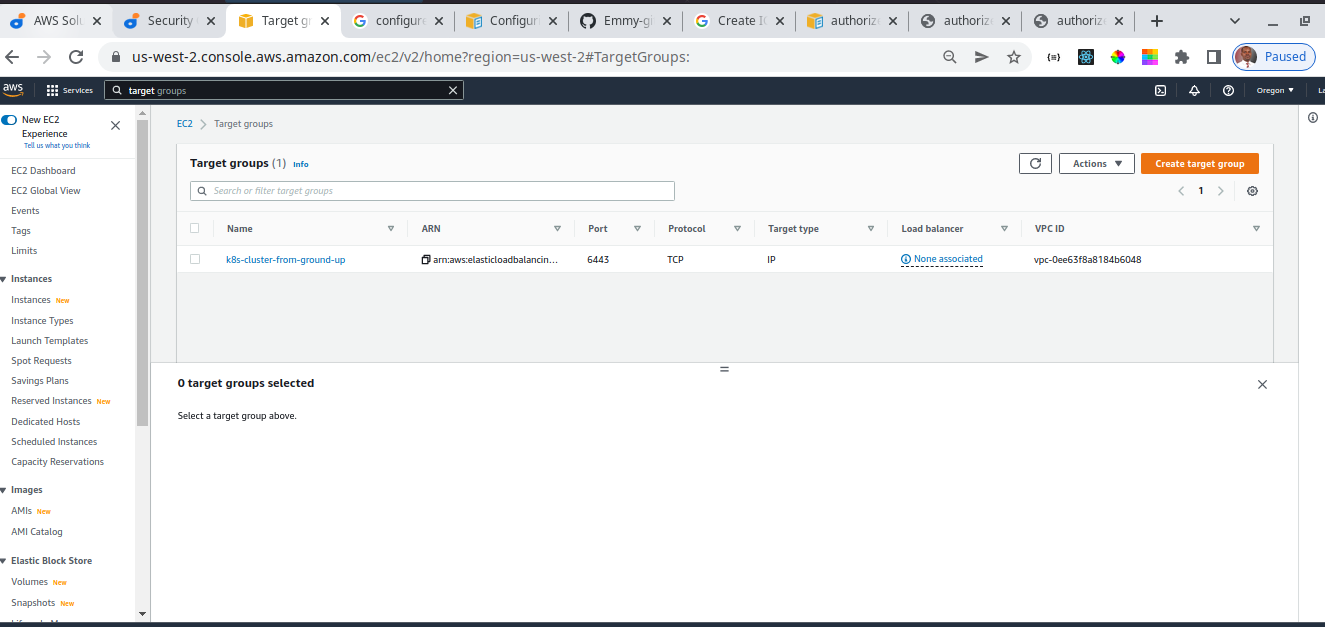 AWS Solu
Security
Target gr
configure
Configur
Emmy-gi
Create IG
authorize
authorize
authorize
us-west-2.console.aws.amazon.com/ec2/v2/home?region=us-west-2#TargetGroups:
Paused
aws
Services
target groups
Oregon
New EC2
Experience
Tell us what you think
EC2 Dashboard
EC2 Global View
Events
Tags
Limits
Instances
Instances New
Instance Types
Launch Templates
Spot Requests
Savings Plans
Reserved Instances New
Dedicated Hosts
Scheduled Instances
Capacity Reservations
Images
AMIs New
AMI Catalog
Elastic Block Store
Volumes New
Snapshots New
EC2 Target groups
Target groups (1) Info
Actions
Create target group
Search or filter target groups
1
Name ARN Port Protocol Target type Load balancer VPC ID
k8s-cluster-from-ground-up arn:aws:elasticloadbalancin... 6443 TCP IP None associated vpc-0ee63f8a8184b6048
0 target groups selected
Select a target group above.